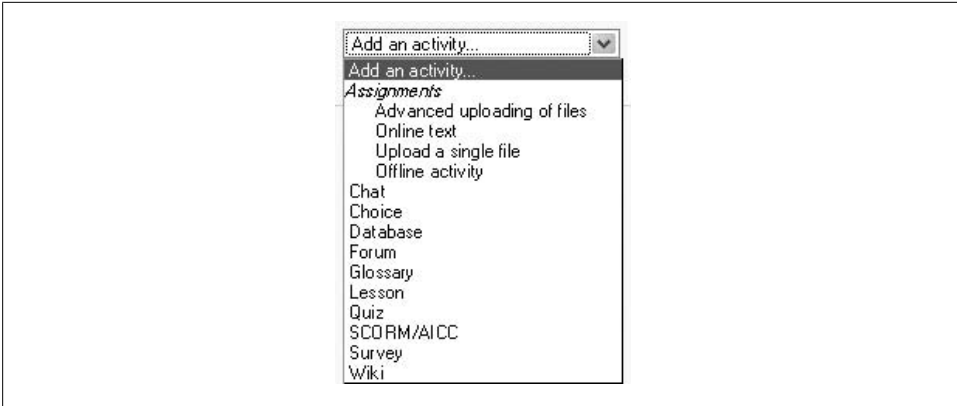 Add an activity...
Add an activity...
Assignments
Advanced uploading of files
Online text
Upload a single file
Offline activity
Chat
Choice
Database
Forum
Glossary
Lesson
Quiz
SCORM/AICC
Survey
Wiki